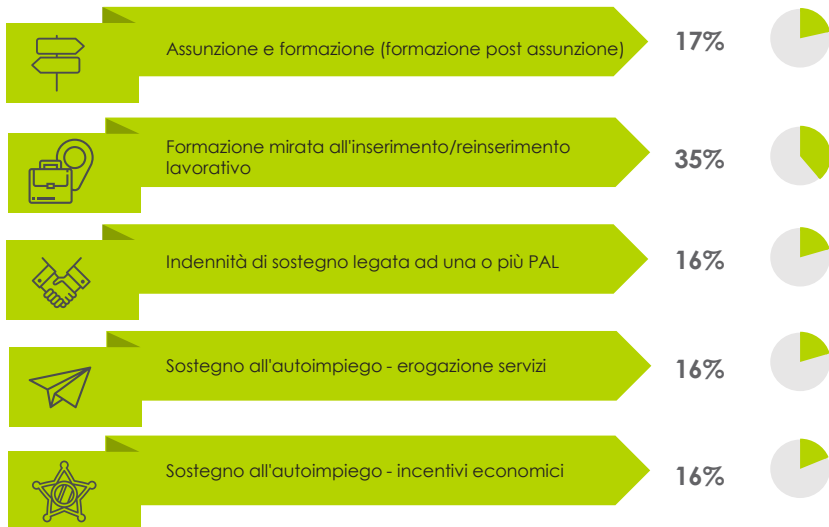 Assunzione e formazione (formazione post assunzione)
17%
Formazione mirata all'inserimento/reinserimento
lavorativo
35%
Indennità di sostegno legata ad una o più PAL
16%
Sostegno all'autoimpiego - erogazione servizi
16%
Sostegno all'autoimpiego - incentivi economici
16%